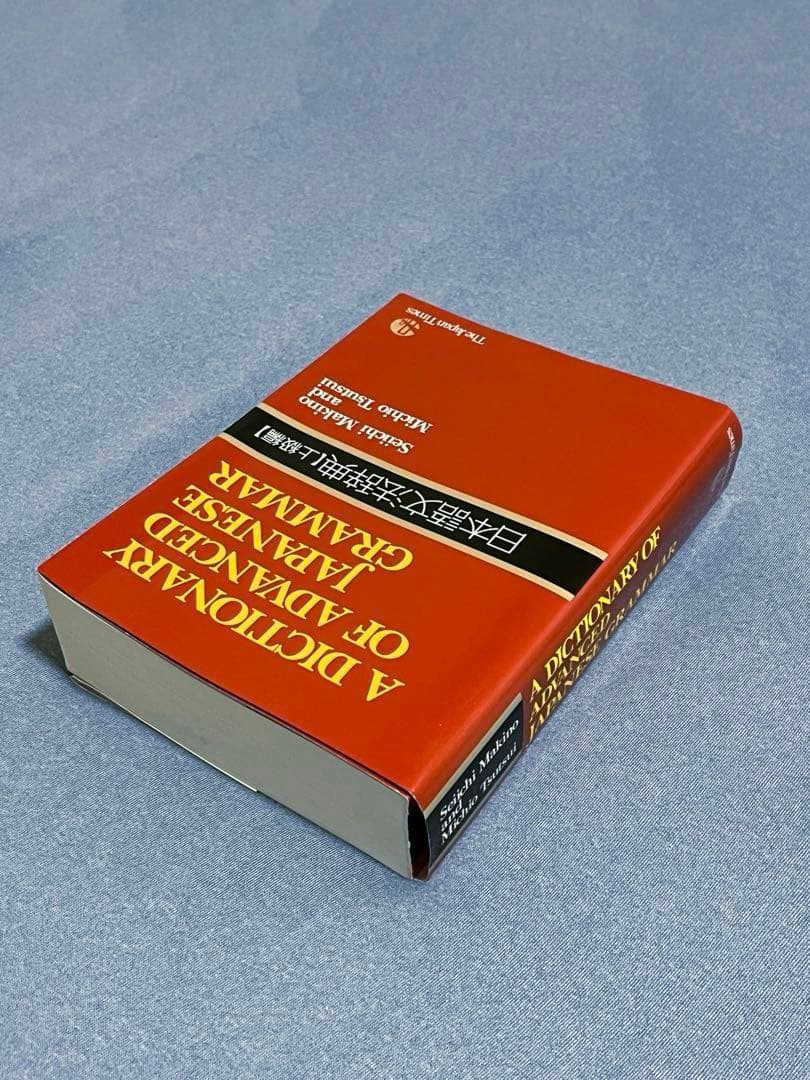 A DICTIONARY
OF ADVANCED
JAPANESE
GRAMMAR
日本語文法辞典【上級編】
Seiichi Makino
and
Michio Tsutsui
The Japan Times
A DICTIONARY OF
ADVANCED
JAPANESE GRAMMAR
Seiichi Makino
and
Michio Tsutsui